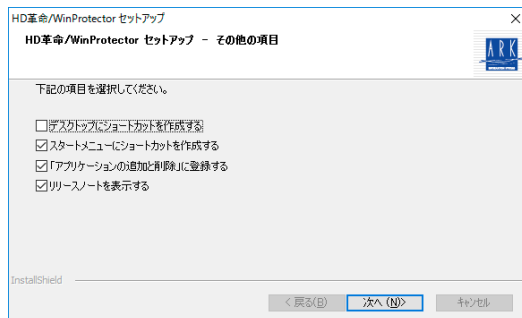 HD革命/WinProtector セットアップ
HD革命/WinProtector セットアップ － その他の項目
ARK
下記の項目を選択してください。
デスクトップにショートカットを作成する
スタートメニューにショートカットを作成する
「アプリケーションの追加と削除」に登録する
リリースノートを表示する
InstallShield
< 戻る(B)
次へ (N)>
キャンセル